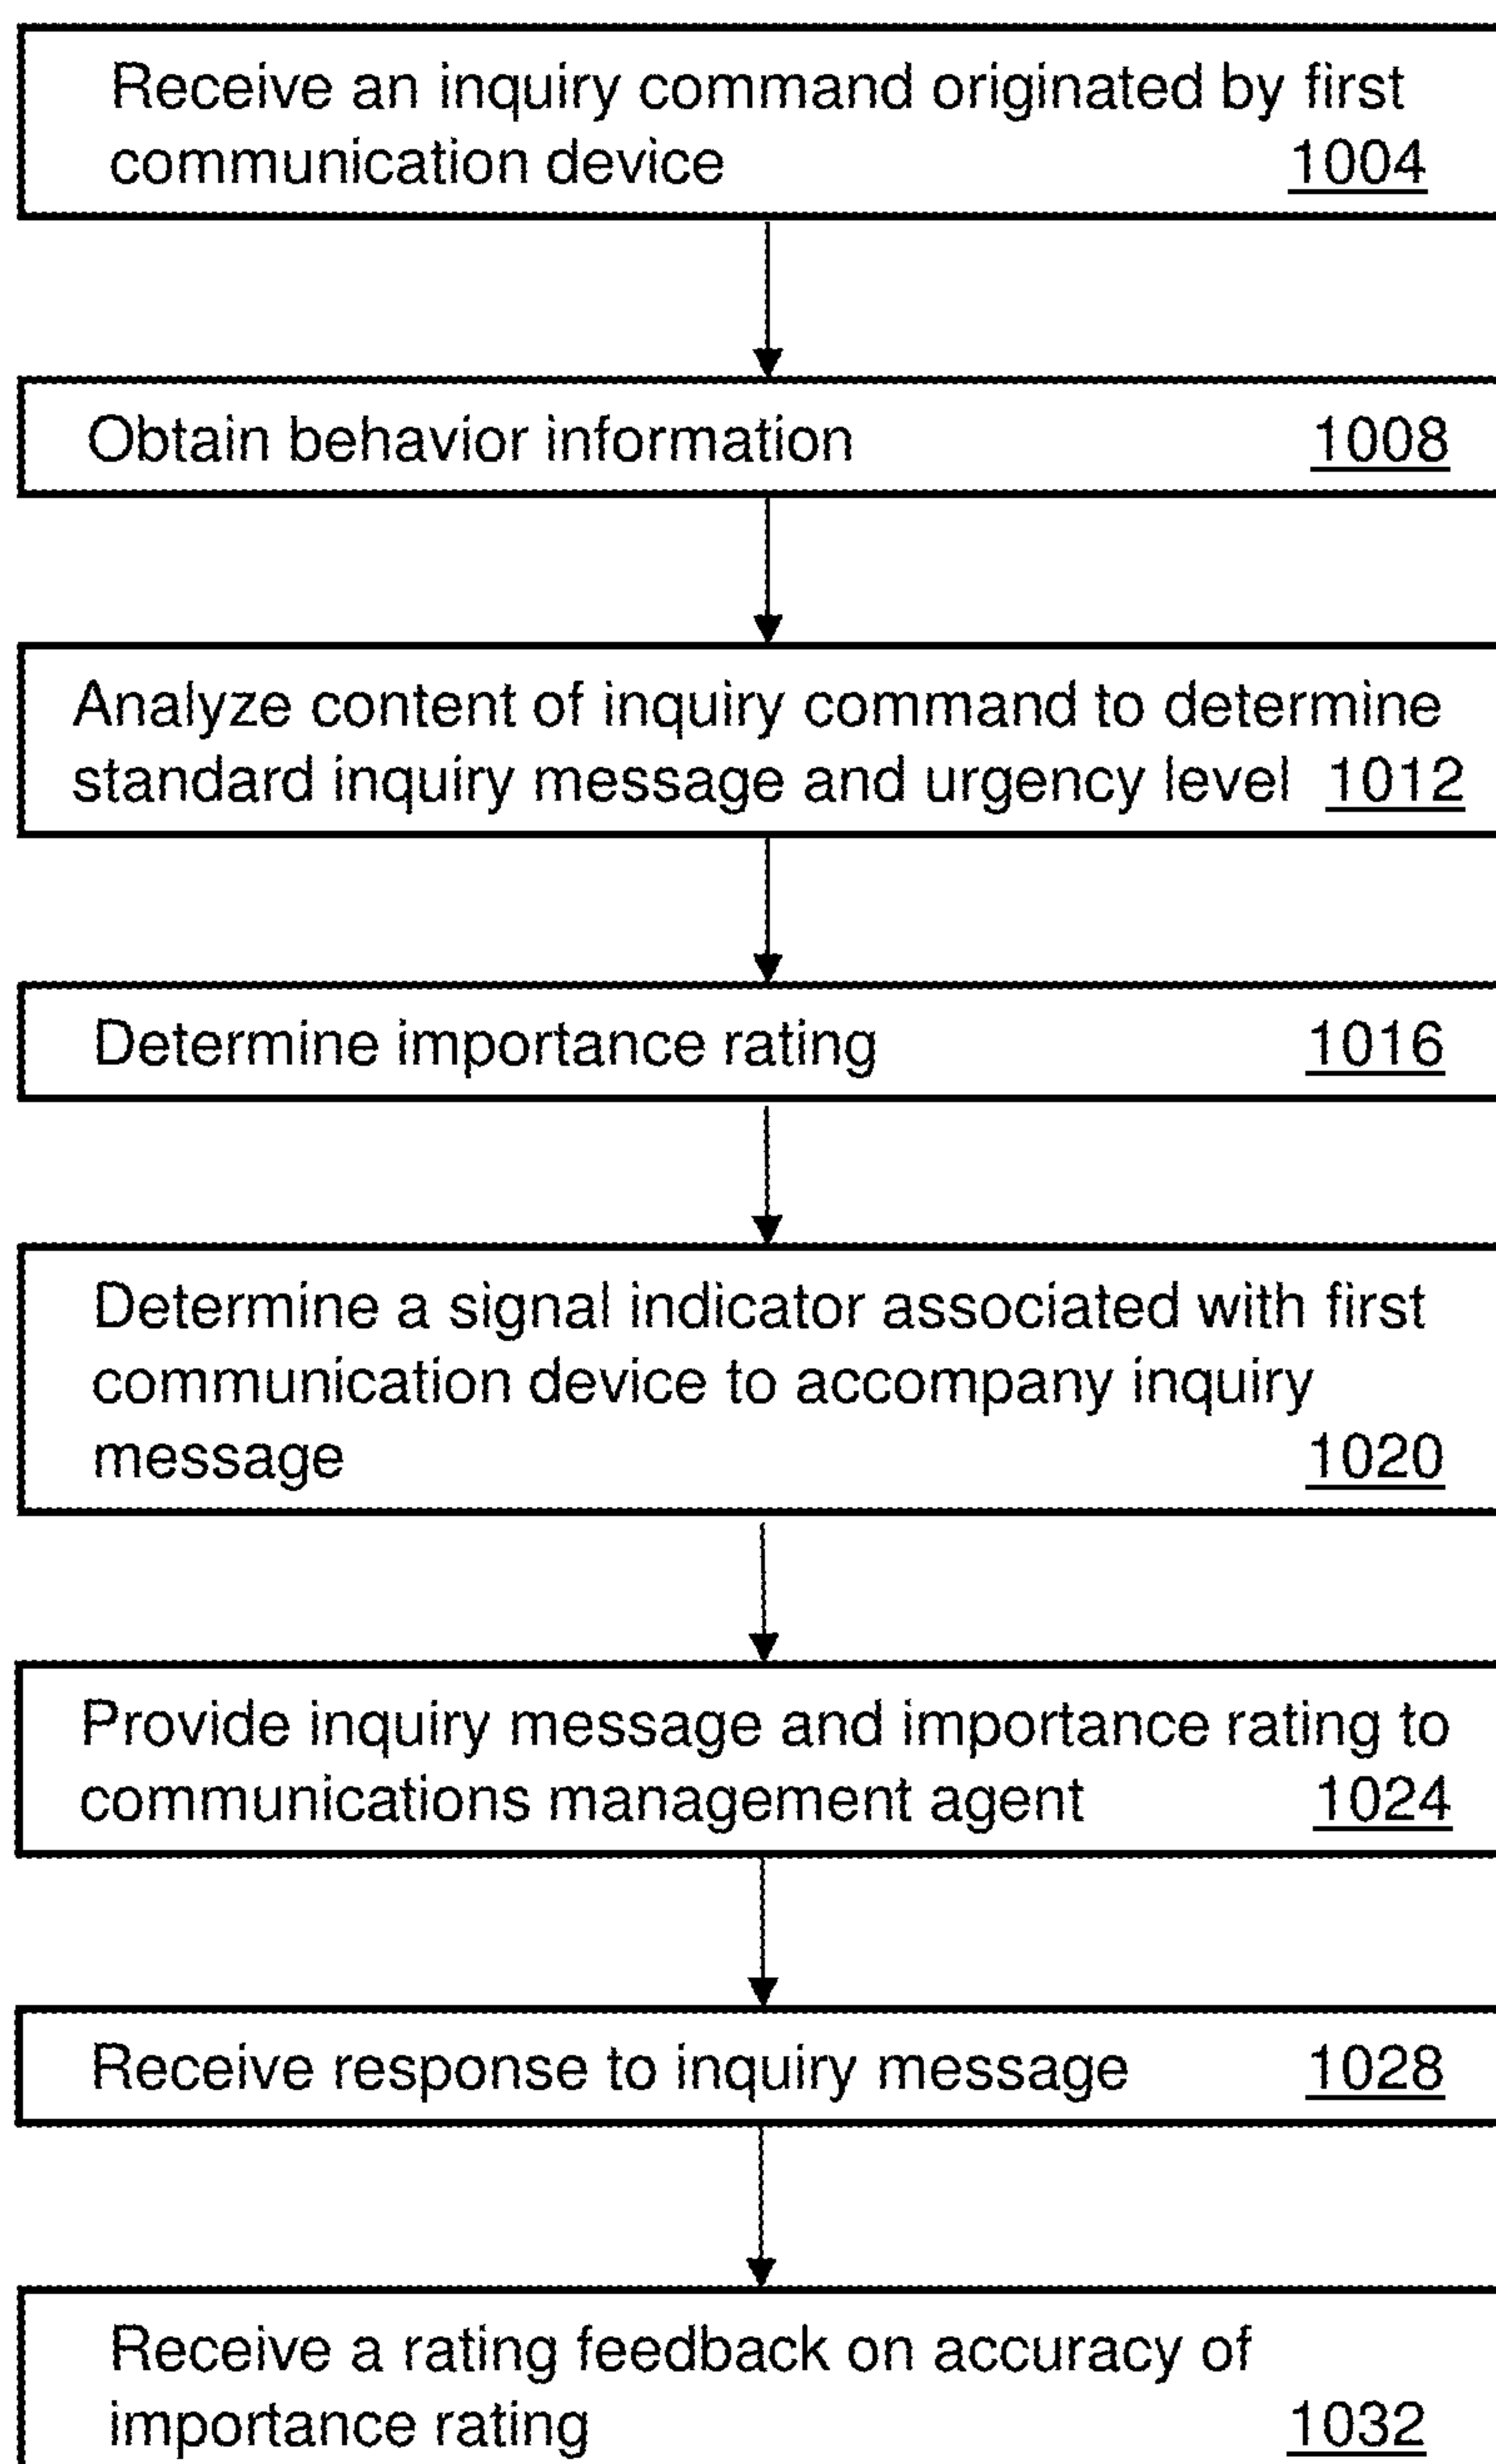 Receive an inquiry command originated by first
communication device 1004
Obtain behavior information 1008
Analyze content of inquiry command to determine
standard inquiry message and urgency level 1012
Determine importance rating 1016
Determine a signal indicator associated with first
communication device to accompany inquiry
message 1020
Provide inquiry message and importance rating to
communications management agent 1024
Receive response to inquiry message 1028
Receive a rating feedback on accuracy of
importance rating 1032